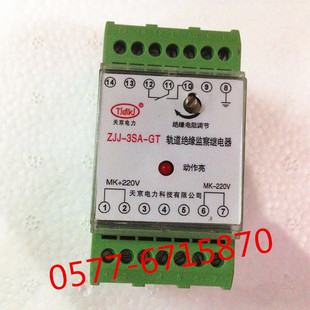 14 13 12 11 10 9 8
TJdlkj
天京电力
绝缘电阻调节
ZJJ-3SA-GT 轨道绝缘监察继电器
动作亮
MK+220V MK-220V
天京电力科技有限公司
1 2 3 4 5 6 7
0577-6715870